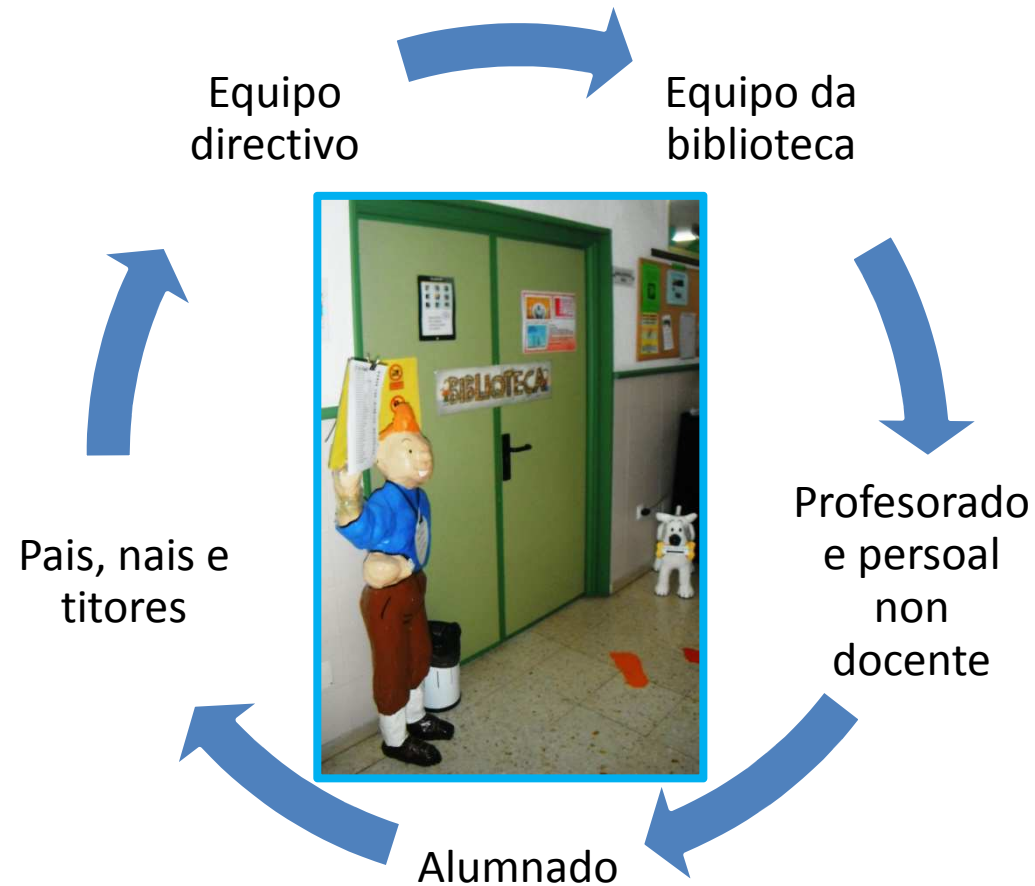 Equipo
directivo
Equipo da
biblioteca
BIBLIOTECA
Profesorado
e persoal
non
docente
Pais, nais e
titores
Alumnado